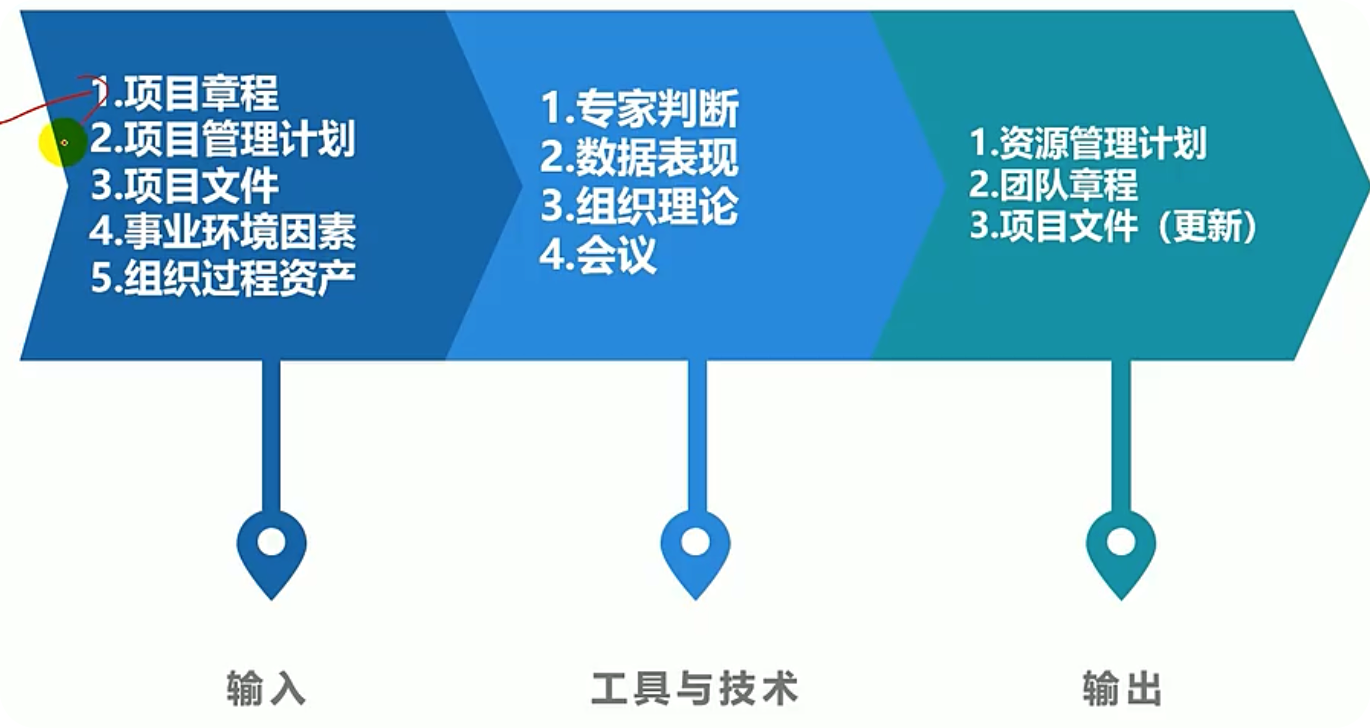 1.项目章程
2.项目管理计划
3.项目文件
4.事业环境因素
5.组织过程资产
1.专家判断
2.数据表现
3.组织理论
4.会议
1.资源管理计划
2.团队章程
3.项目文件（更新）
输入
工具与技术
输出